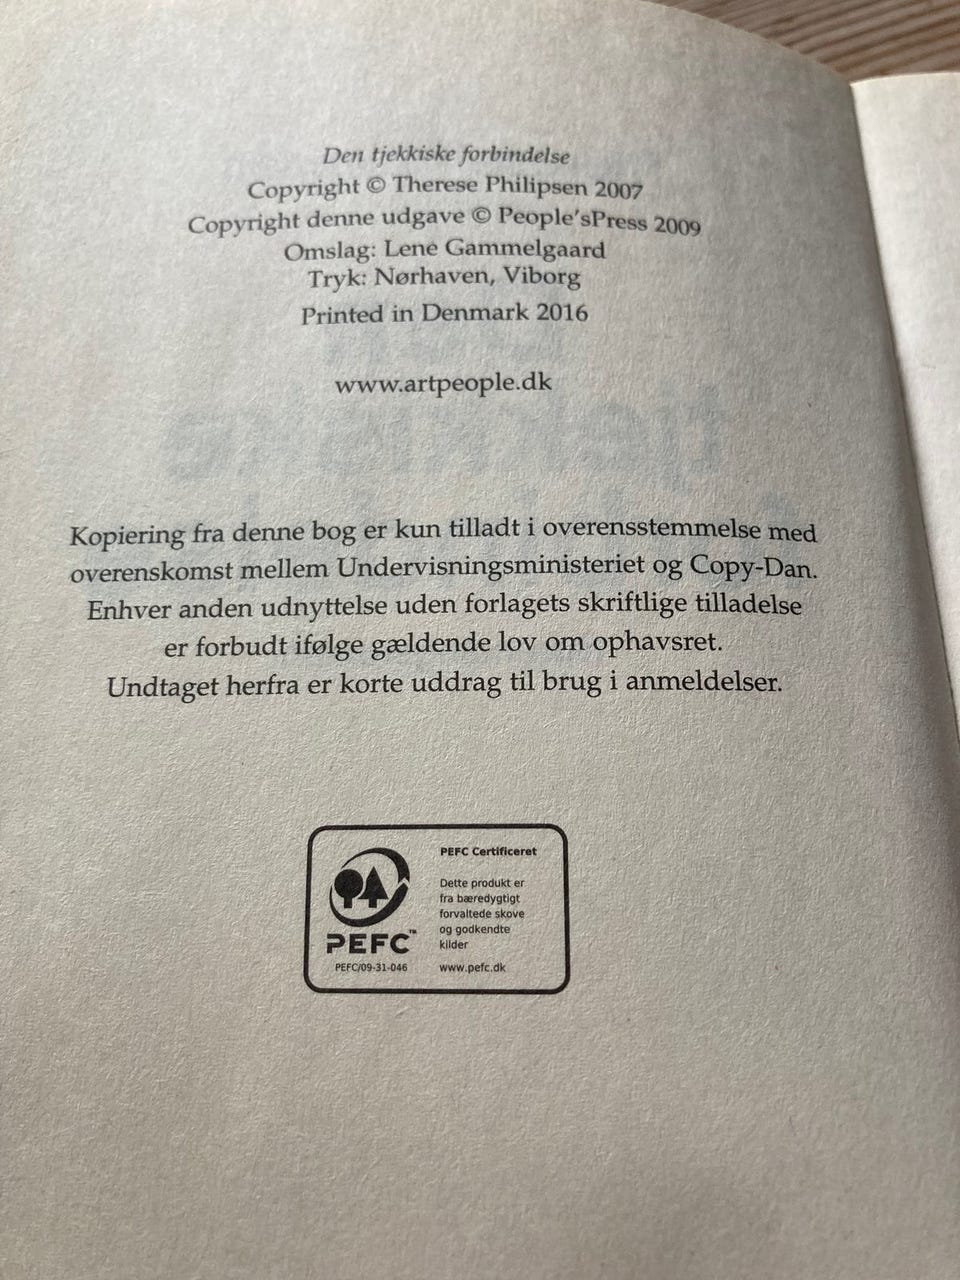 Den tjekkiske forbindelse
Copyright © Therese Philipsen 2007
Copyright denne udgave © People'sPress 2009
Omslag: Lene Gammelgaard
Tryk: Nørhaven, Viborg
Printed in Denmark 2016
www.artpeople.dk
Kopiering fra denne bog er kun tilladt i overensstemmelse med
overenskomst mellem Undervisningsministeriet og Copy-Dan.
Enhver anden udnyttelse uden forlagets skriftlige tilladelse
er forbudt ifølge gældende lov om ophavsret.
Undtaget herfra er korte uddrag til brug i anmeldelser.
PEFC™
PEFC/09-31-046
PEFC Certificeret
Dette produkt er
fra bæredygtigt
forvaltede skove
og godkendte
kilder
www.pefc.dk